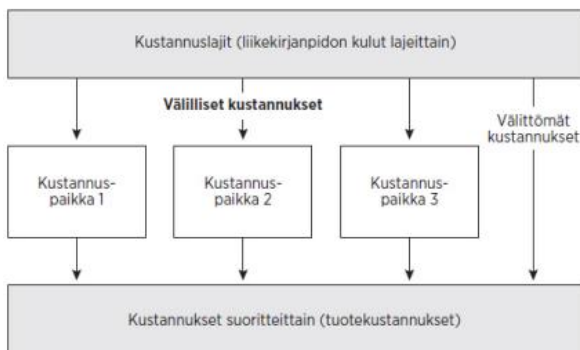 Kustannuslajit (liikekirjanpidon kulut lajeittain)
Välilliset kustannukset
Välittömät
kustannukset
Kustannus-
paikka 1
Kustannus-
paikka 2
Kustannus-
paikka 3
Kustannukset suoritteittain (tuotekustannukset)